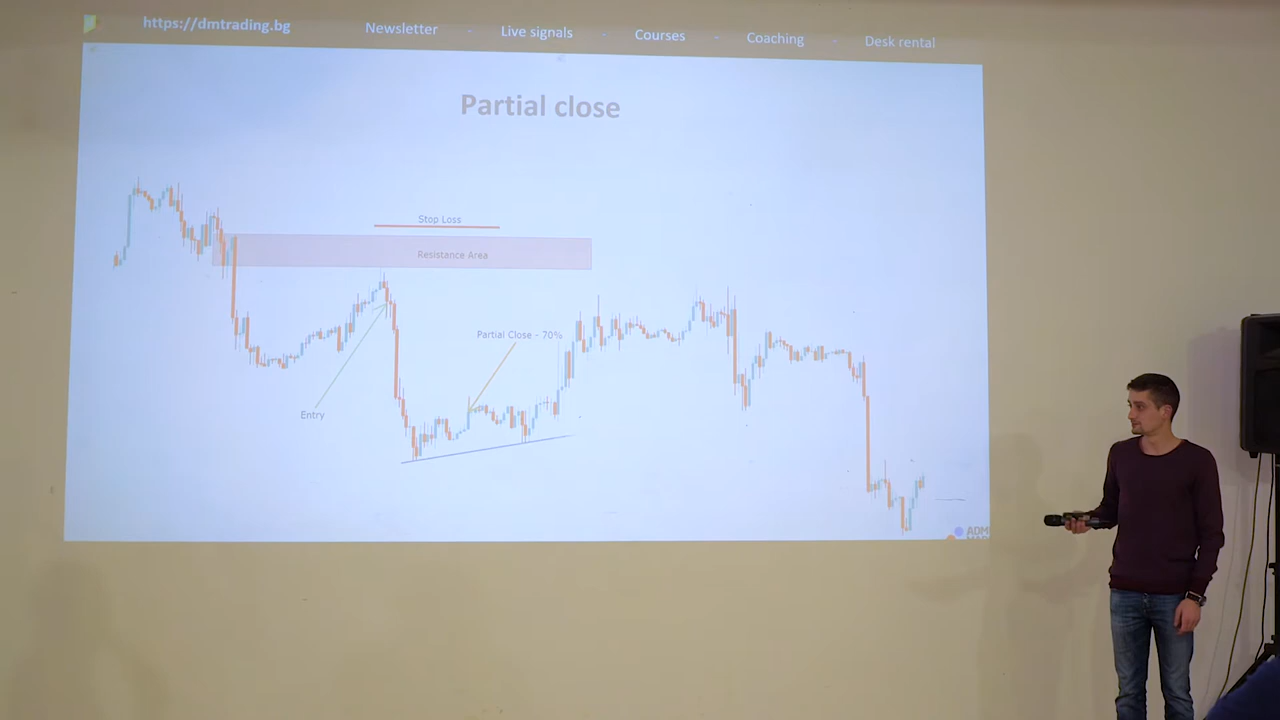 https://dmtrading.bg Newsletter - Live signals - Courses - Coaching - Desk rental
Partial close
Stop Loss
Resistance Area
Partial Close - 70%
Entry